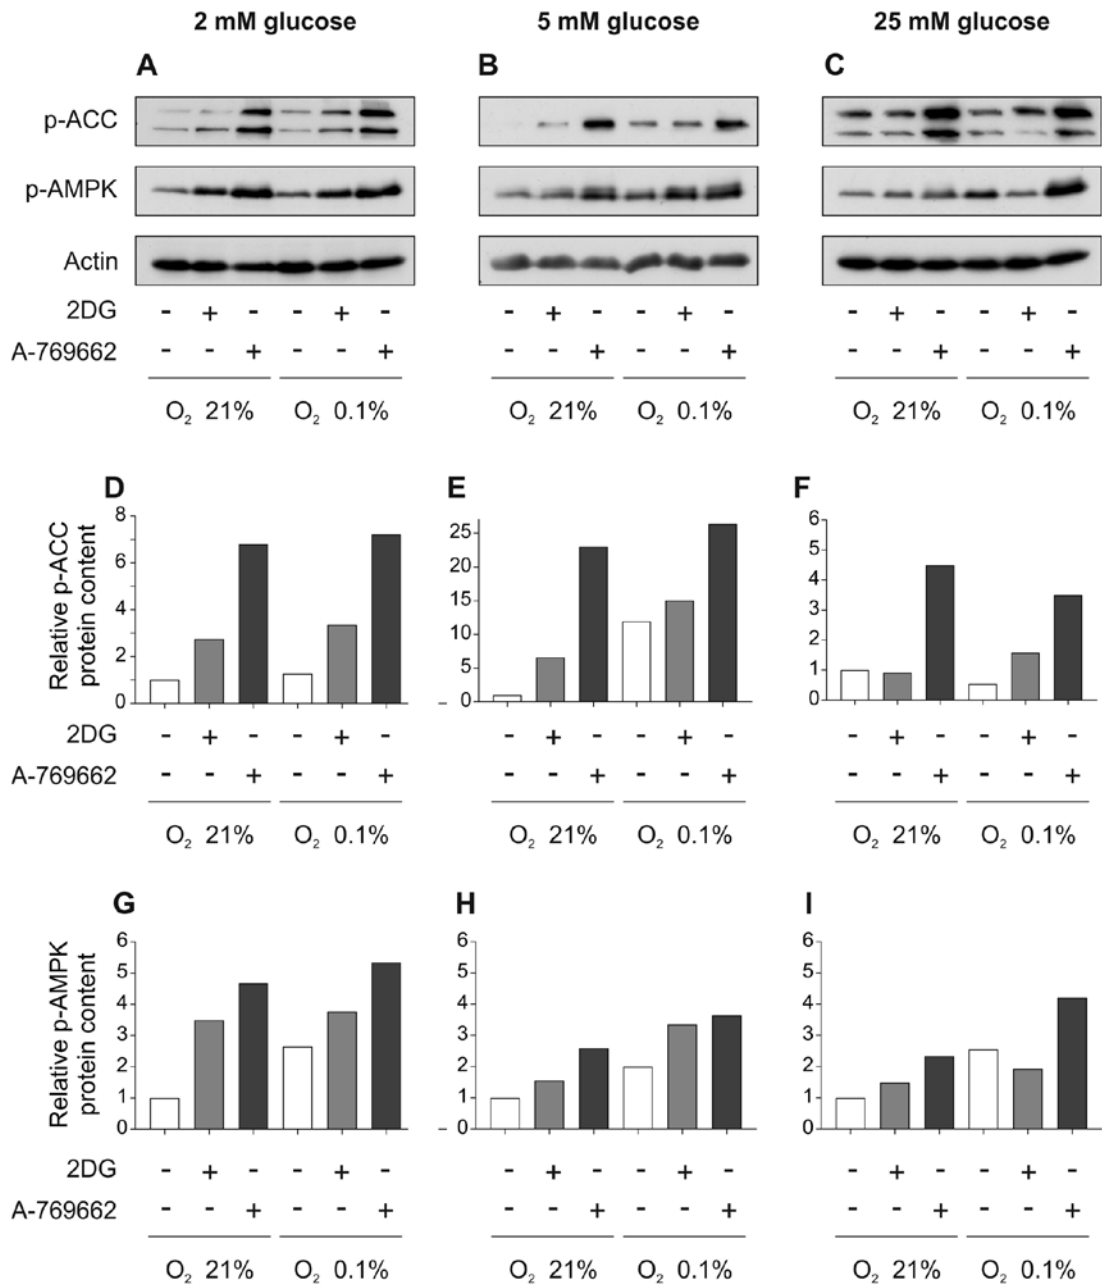 2 mM glucose 5 mM glucose 25 mM glucose
A B C
p-ACC
p-AMPK
Actin
2DG - + - - + - - + - - + - - + - - + -
A-769662 - - + - - + - - + - - + - - + - - +
O₂ 21% O₂ 0.1% O₂ 21% O₂ 0.1% O₂ 21% O₂ 0.1%
D E F
Relative p-ACC
protein content
8
6
4
2
0
25
20
15
10
5
0
6
5
4
3
2
1
0
2DG - + - - + - - + - - + - - + - - + -
A-769662 - - + - - + - - + - - + - - + - - +
O₂ 21% O₂ 0.1% O₂ 21% O₂ 0.1% O₂ 21% O₂ 0.1%
G H I
Relative p-AMPK
protein content
6
5
4
3
2
1
0
6
5
4
3
2
1
0
6
5
4
3
2
1
0
2DG - + - - + - - + - - + - - + - - + -
A-769662 - - + - - + - - + - - + - - + - - +
O₂ 21% O₂ 0.1% O₂ 21% O₂ 0.1% O₂ 21% O₂ 0.1%